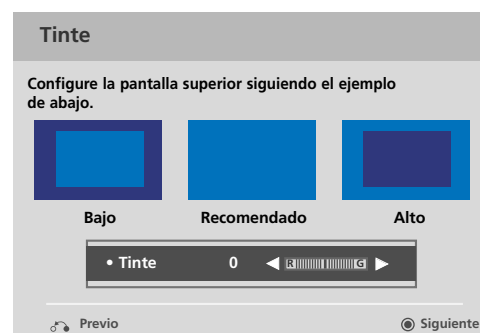 Tinte
Configure la pantalla superior siguiendo el ejemplo
de abajo.
Bajo Recomendado Alto
• Tinte 0 ◀ R G ▶
Previo Siguiente